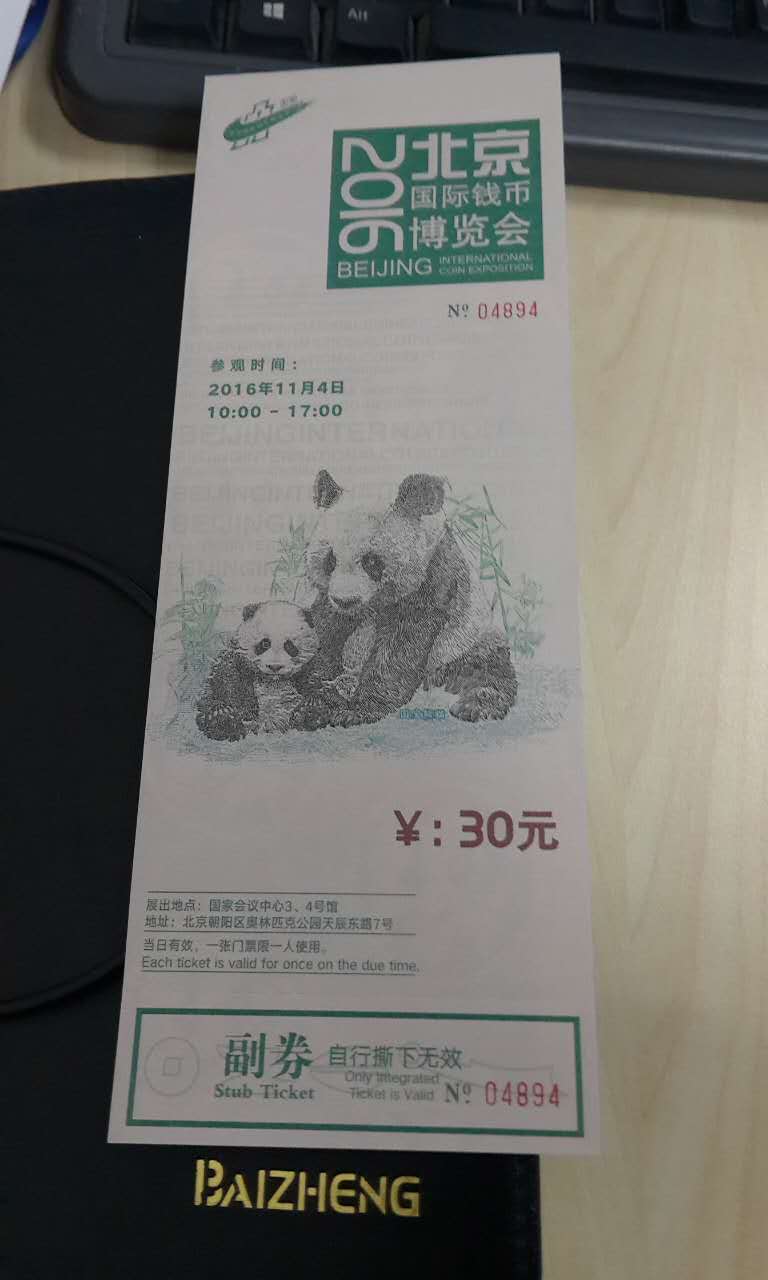 Alt
2016
北京
国际钱币
博览会
BEIJING
INTERNATIONAL
COIN EXPOSITION
Nº 04894
参观时间：
2016年11月4日
10:00 - 17:00
BEIJINGINTERNATION
¥：30元
展出地点：国家会议中心3、4号馆
地址：北京朝阳区奥林匹克公园天辰东路7号
当日有效，一张门票限一人使用。
Each ticket is valid for once on the due time.
副券 自行撕下无效
Stub Ticket
Only Integrated
Ticket is Valid
Nº 04894
BAIZHENG